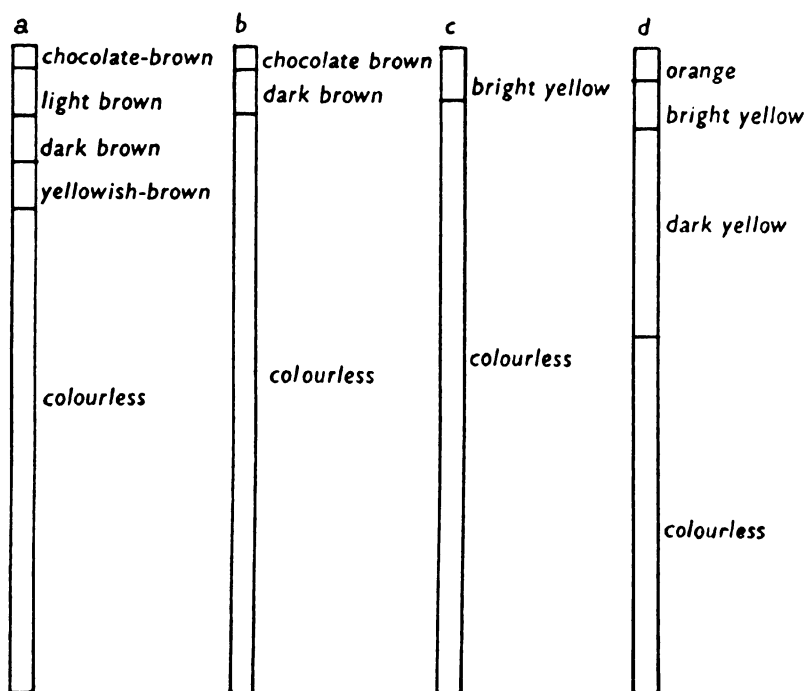 a
chocolate-brown
light brown
dark brown
yellowish-brown
colourless
b
chocolate brown
dark brown
colourless
c
bright yellow
colourless
d
orange
bright yellow
dark yellow
colourless